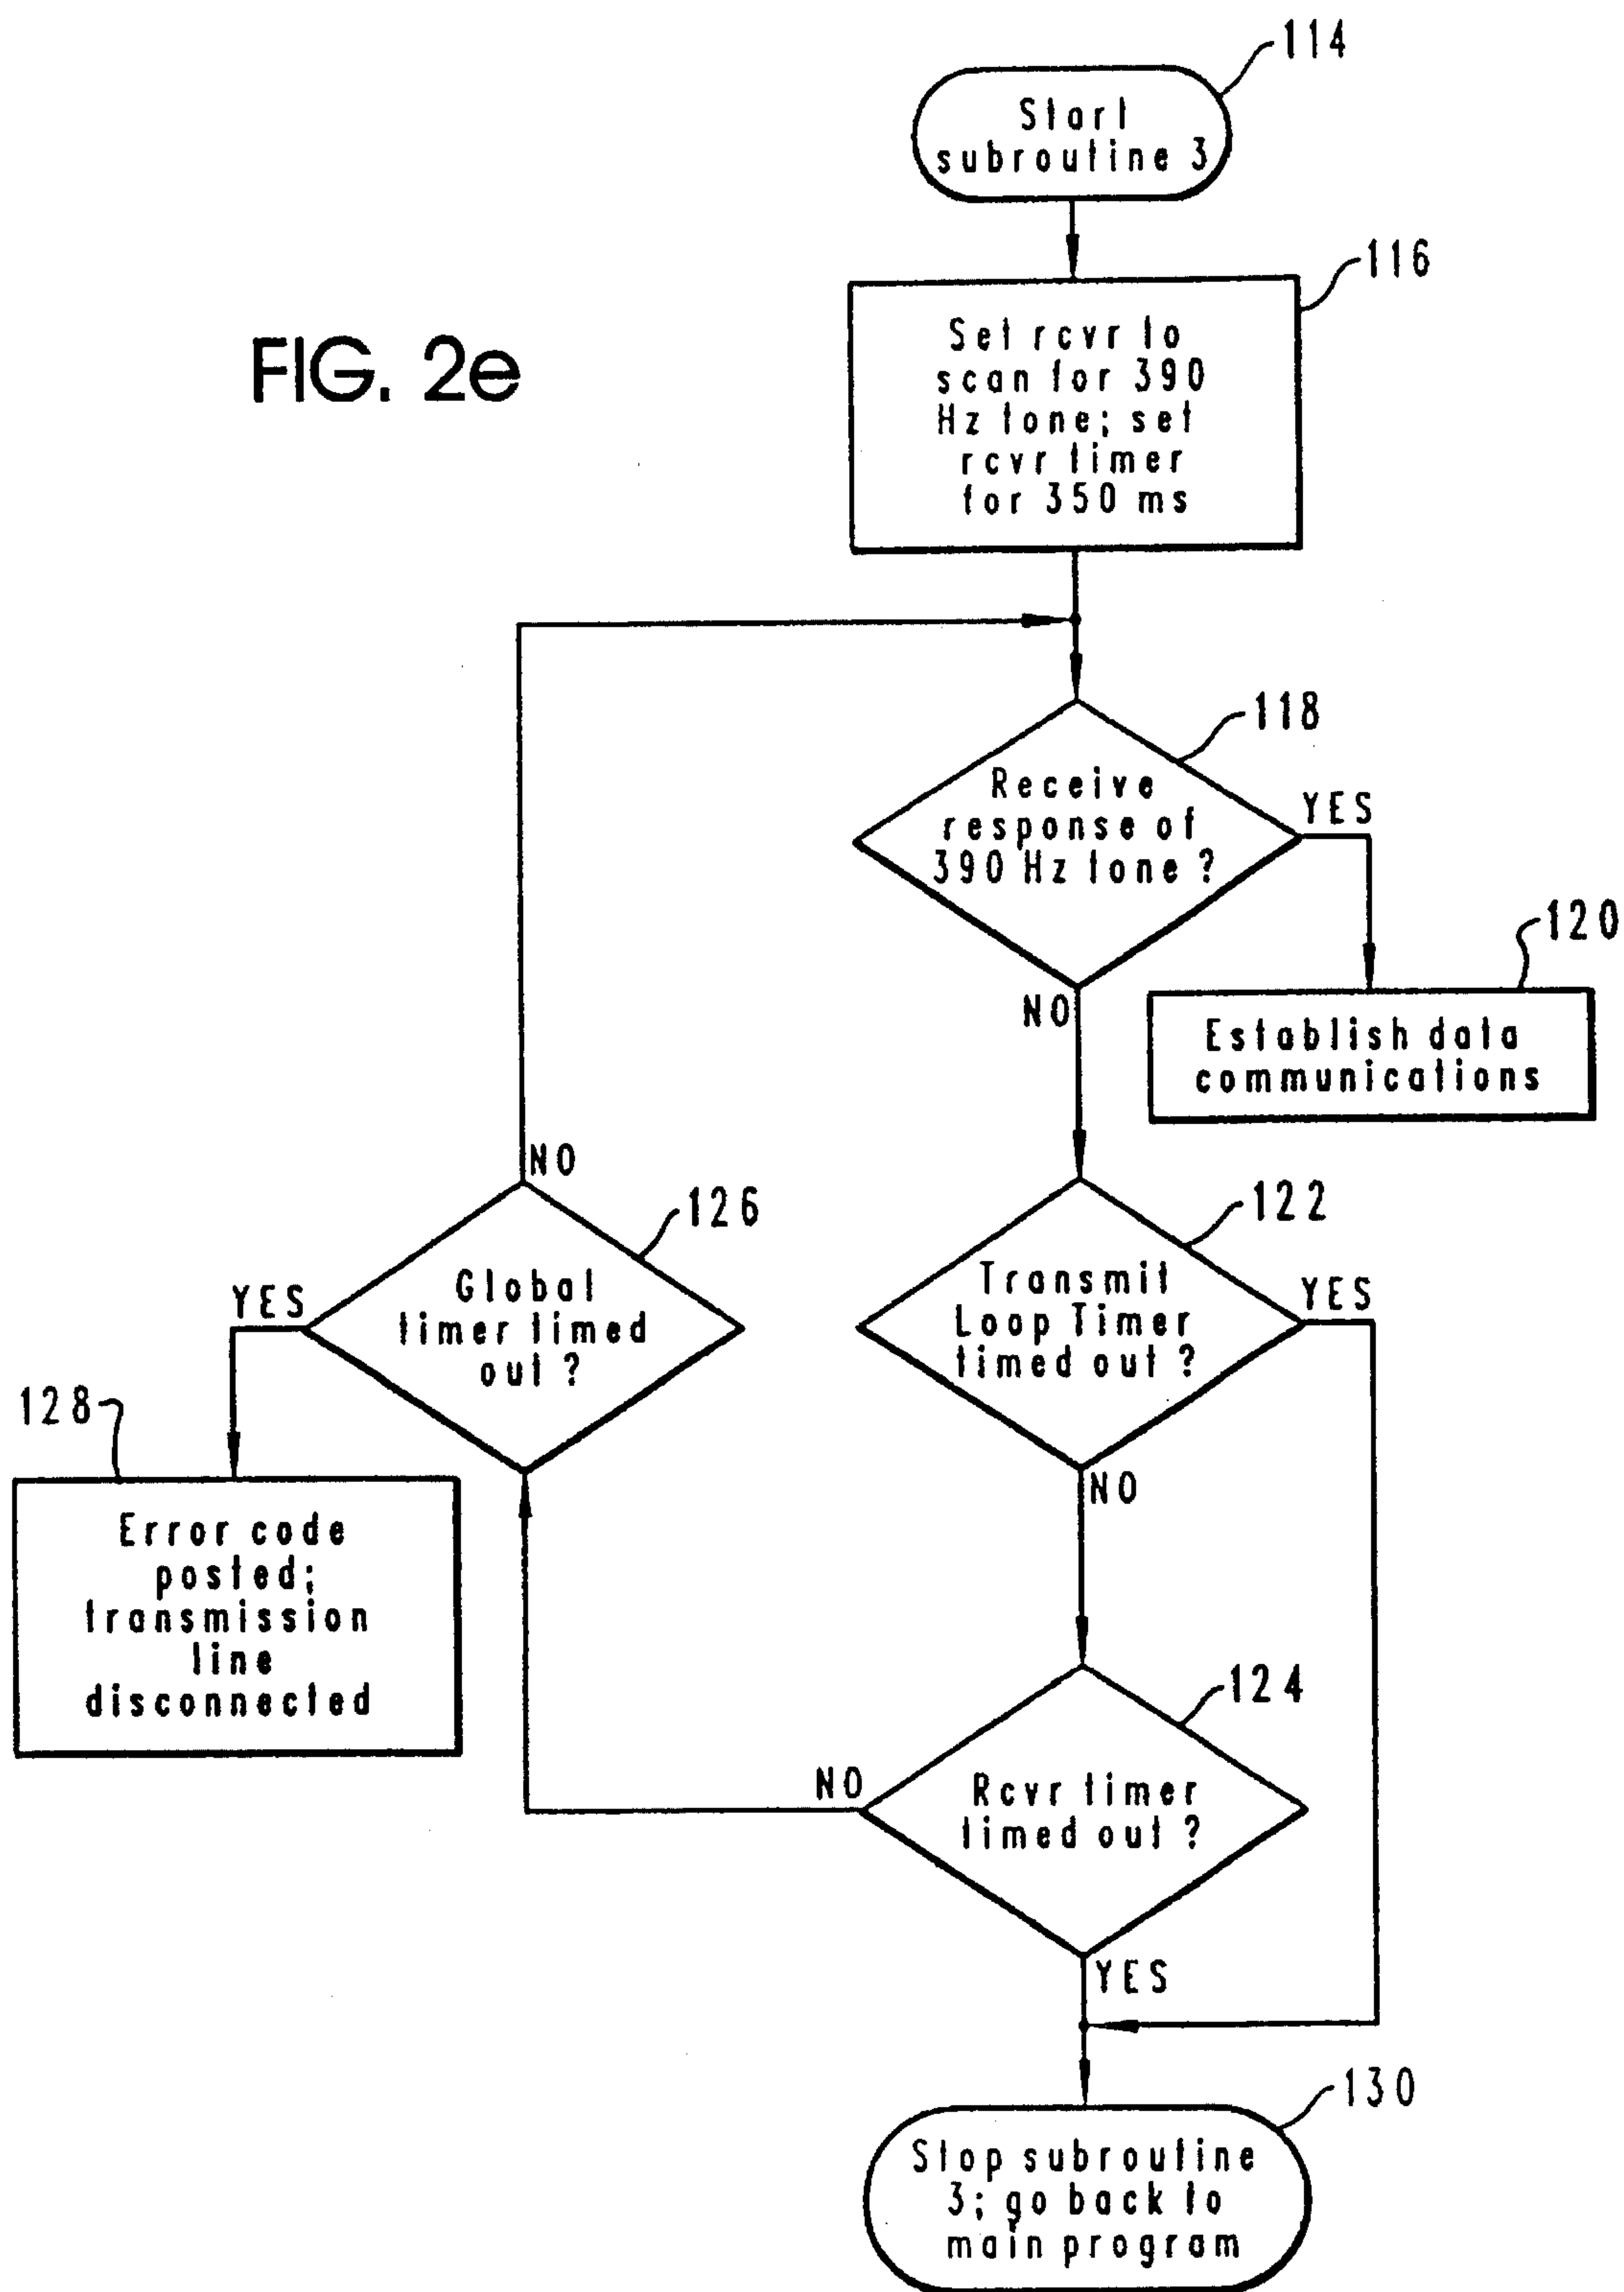 114
Start
subroutine 3
116
FIG. 2e
Set rcvr to
scan for 390
Hz tone; set
rcvr timer
for 350 ms
118
Receive
response of
390 Hz tone ?
YES
NO
120
Establish data
communications
NO
126
Global
timer timed
out ?
YES
122
Transmit
Loop Timer
timed out ?
YES
NO
128
Error code
posted;
transmission
line
disconnected
124
NO
Rcvr timer
timed out ?
YES
130
Stop subroutine
3; go back to
main program